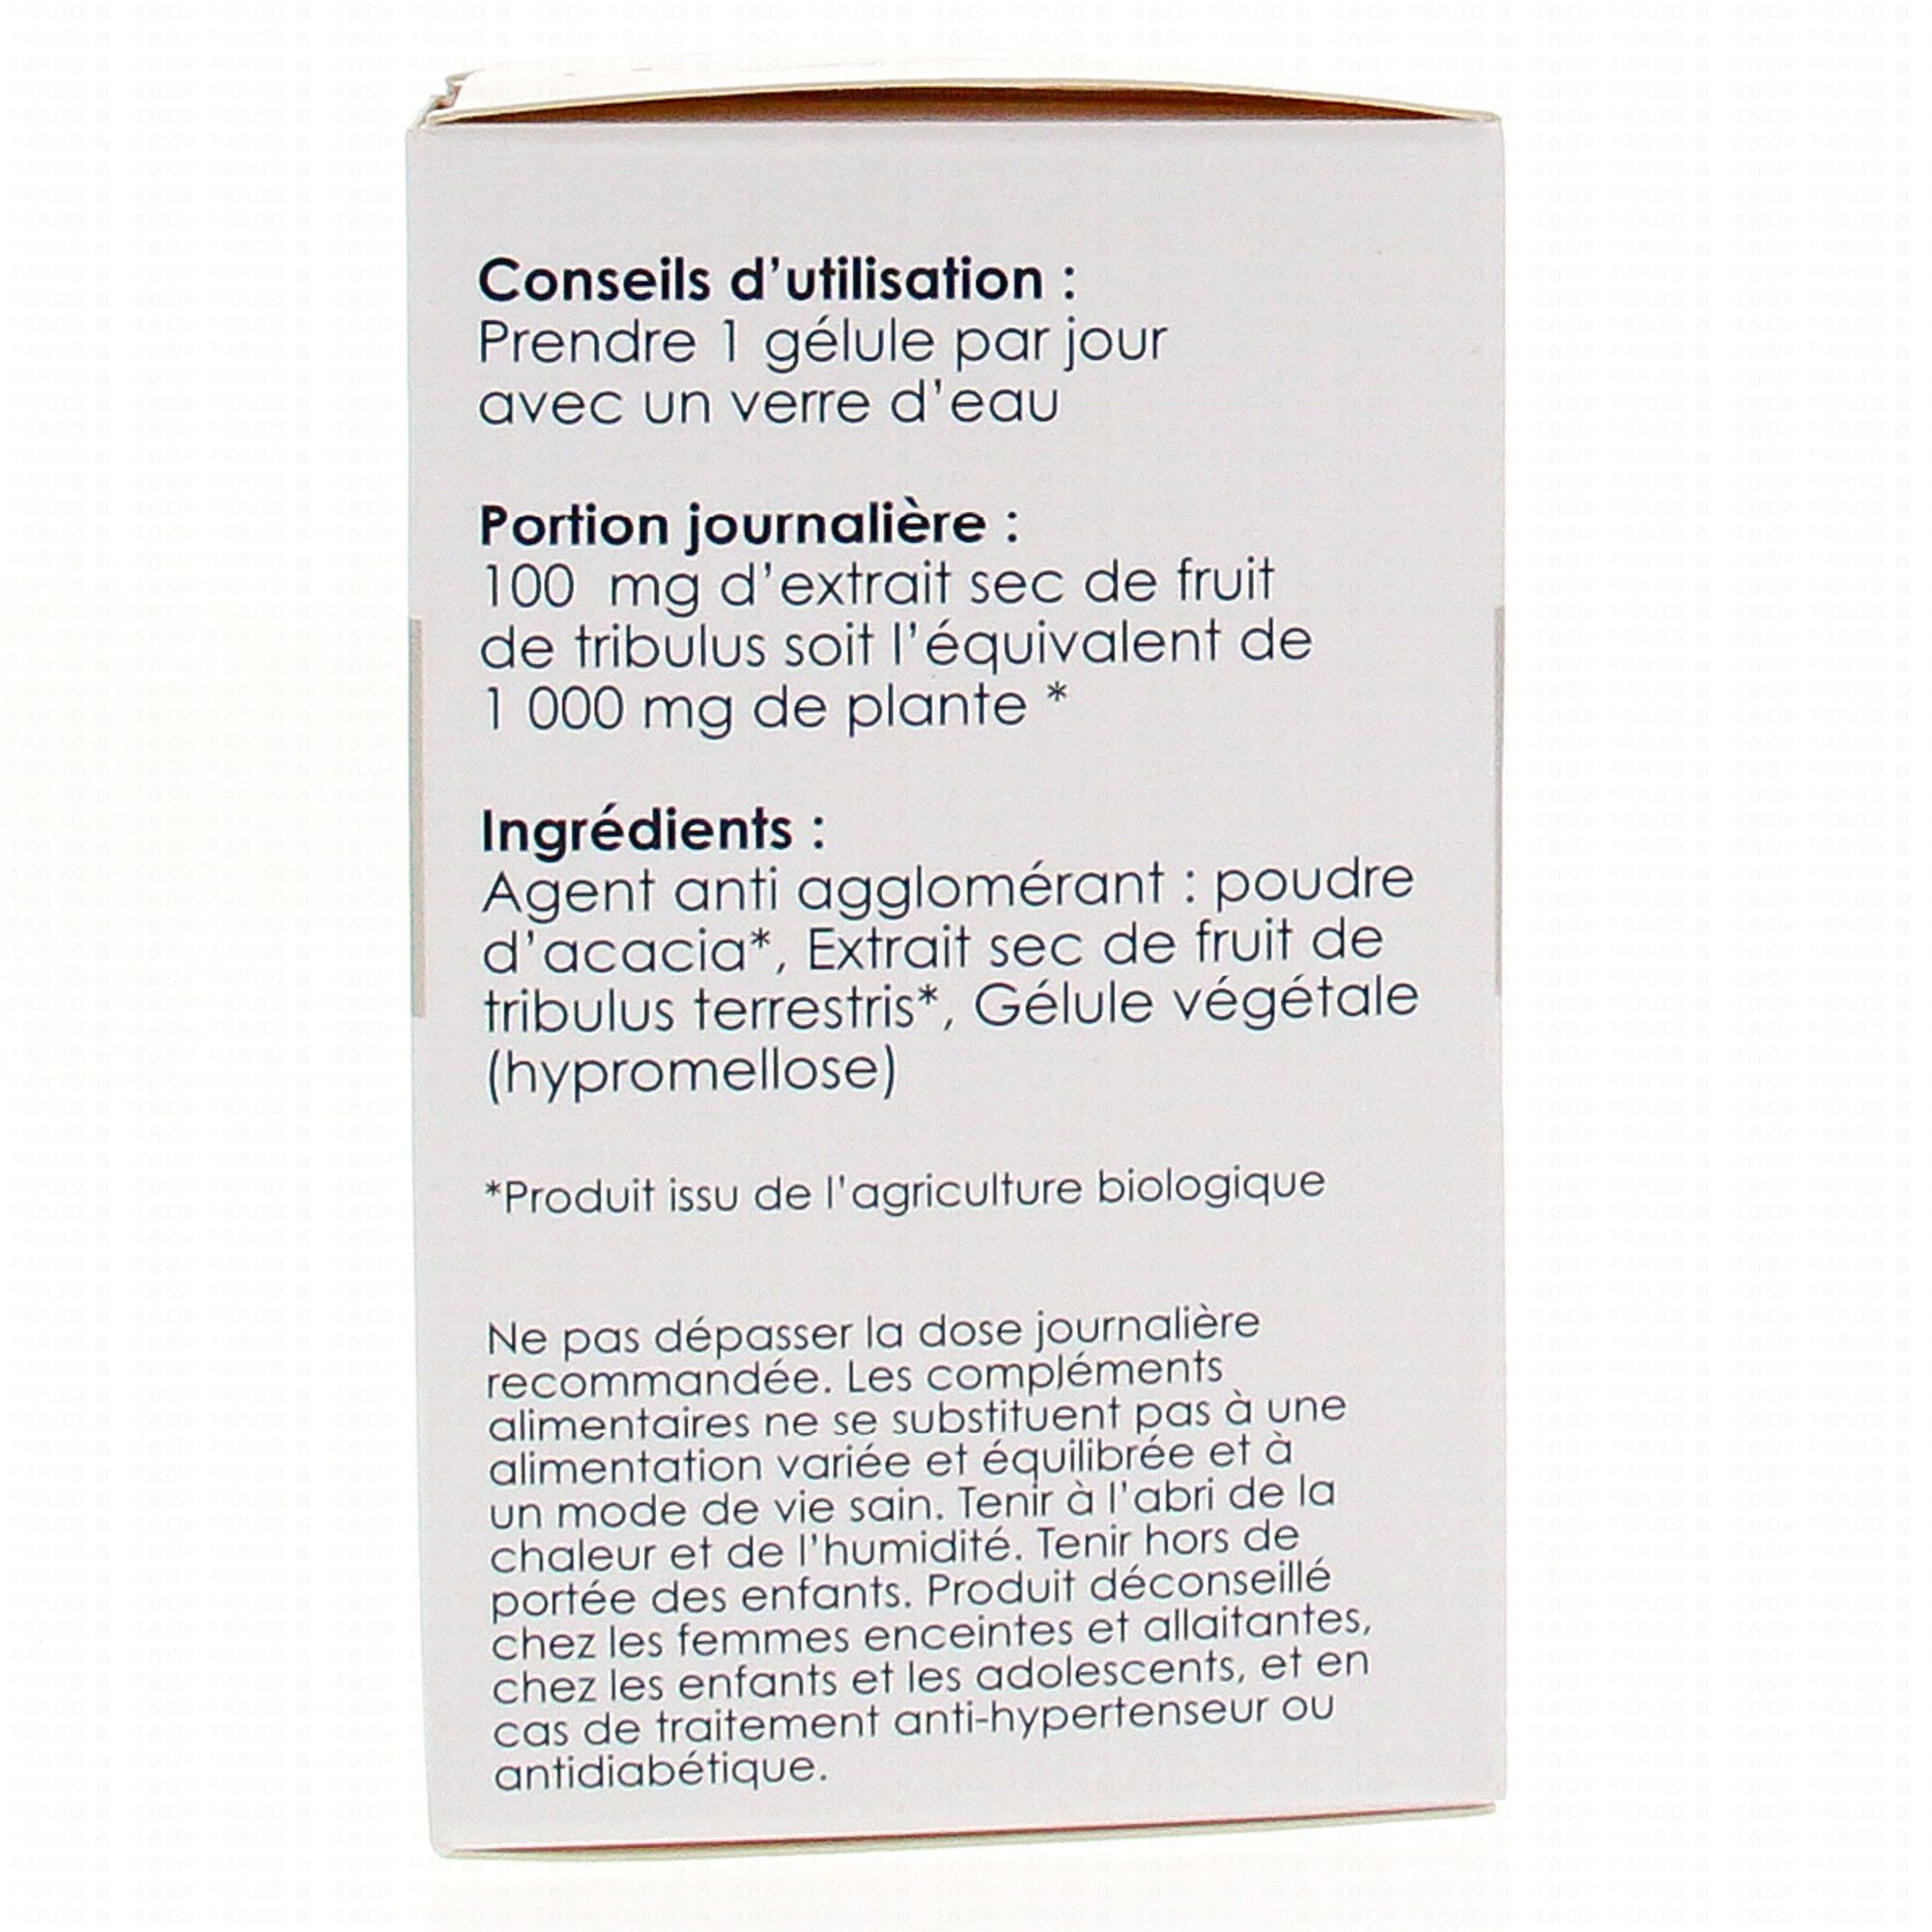 Conseils d'utilisation :
Prendre 1 gélule par jour
avec un verre d'eau
Portion journalière :
100 mg d'extrait sec de fruit
de tribulus soit l'équivalent de
1 000 mg de plante *
Ingrédients :
Agent anti agglomérant : poudre
d'acacia*, Extrait sec de fruit de
tribulus terrestris*, Gélule végétale
(hypromellose)
*Produit issu de l'agriculture biologique
Ne pas dépasser la dose journalière
recommandée. Les compléments
alimentaires ne se substituent pas à une
alimentation variée et équilibrée et à
un mode de vie sain. Tenir à l'abri de la
chaleur et de l'humidité. Tenir hors de
portée des enfants. Produit déconseillé
chez les femmes enceintes et allaitantes,
chez les enfants et les adolescents, et en
cas de traitement anti-hypertenseur ou
antidiabétique.